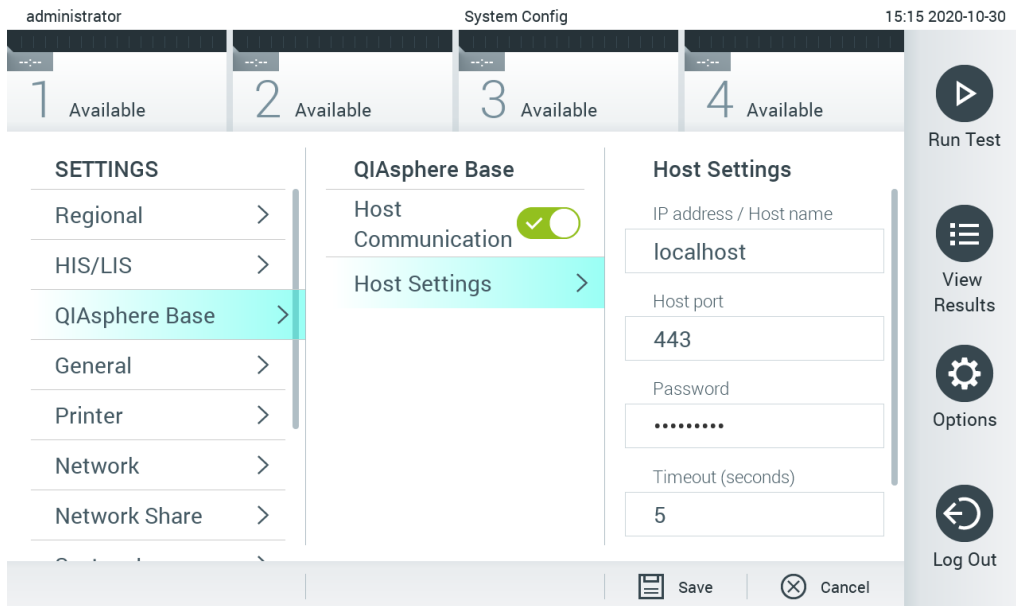 administrator
System Config
15:15 2020-10-30
--:--
--:--
--:--
--:--
1 Available
2 Available
3 Available
4 Available
Run Test
View
Results
Options
Log Out
SETTINGS
Regional
HIS/LIS
QIAsphere Base
General
Printer
Network
Network Share
QIAsphere Base
Host
Communication
Host Settings
Host Settings
IP address / Host name
localhost
Host port
443
Password
•••••••••
Timeout (seconds)
5
Save
Cancel